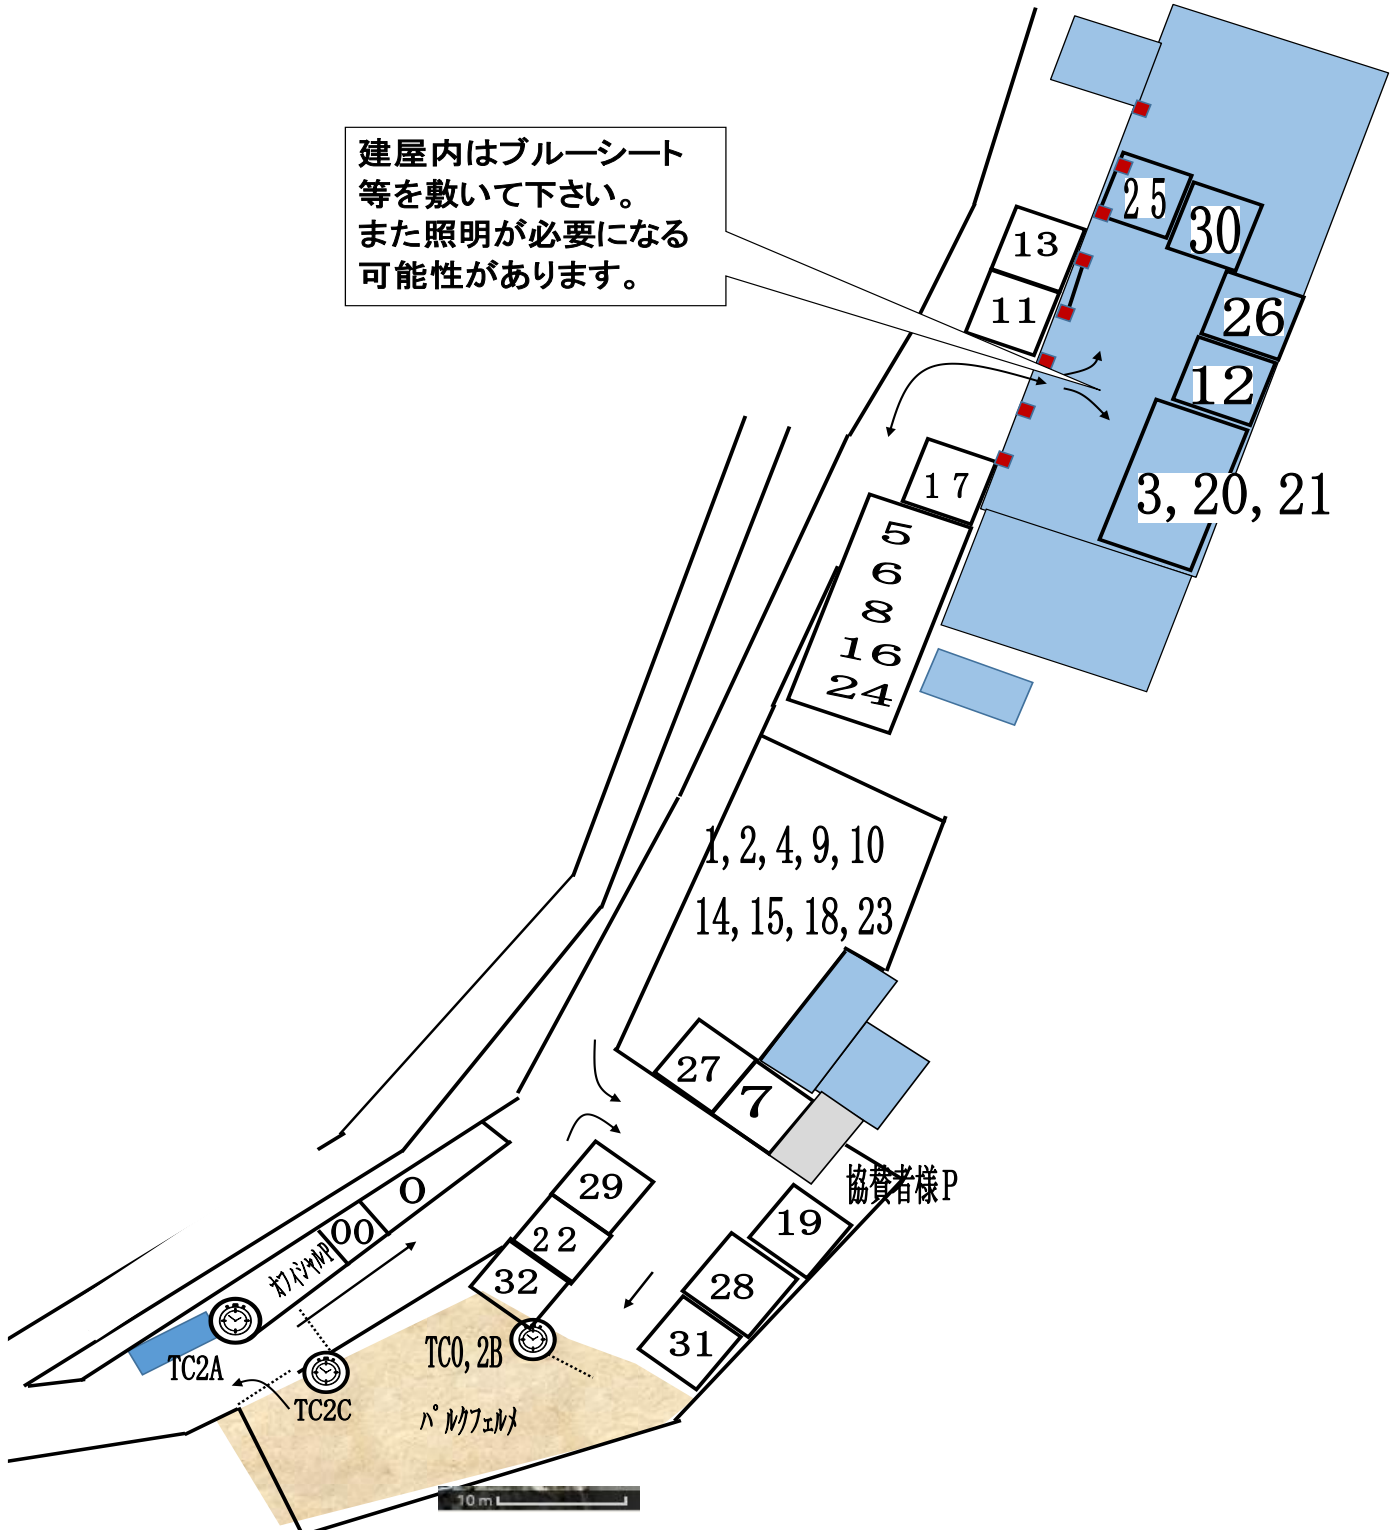 建屋内はブルーシート
等を敷いて下さい。
また照明が必要になる
可能性があります。
25
30
13
11
26
12
3, 20, 21
17
5
6
8
16
24
1, 2, 4, 9, 10
14, 15, 18, 23
27
7
協賛者様P
29
22
32
19
28
31
0
00
オフィシャルP
TC2A
TC2C
TC0, 2B
パルクフェルメ
10 m